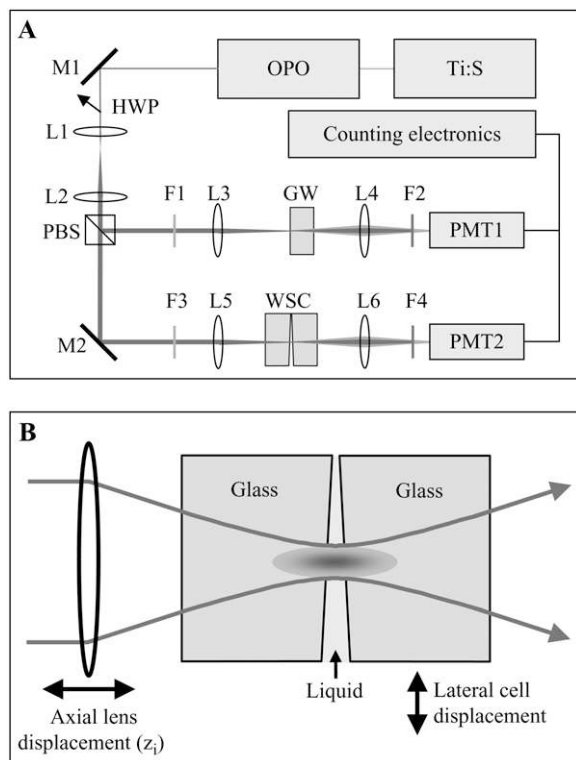 A
M1
OPO
Ti:S
HWP
L1
Counting electronics
L2
F1
L3
GW
L4
F2
PBS
PMT1
F3
L5
WSC
L6
F4
M2
PMT2
B
Glass
Glass
Liquid
Axial lens
displacement (zi)
Lateral cell
displacement